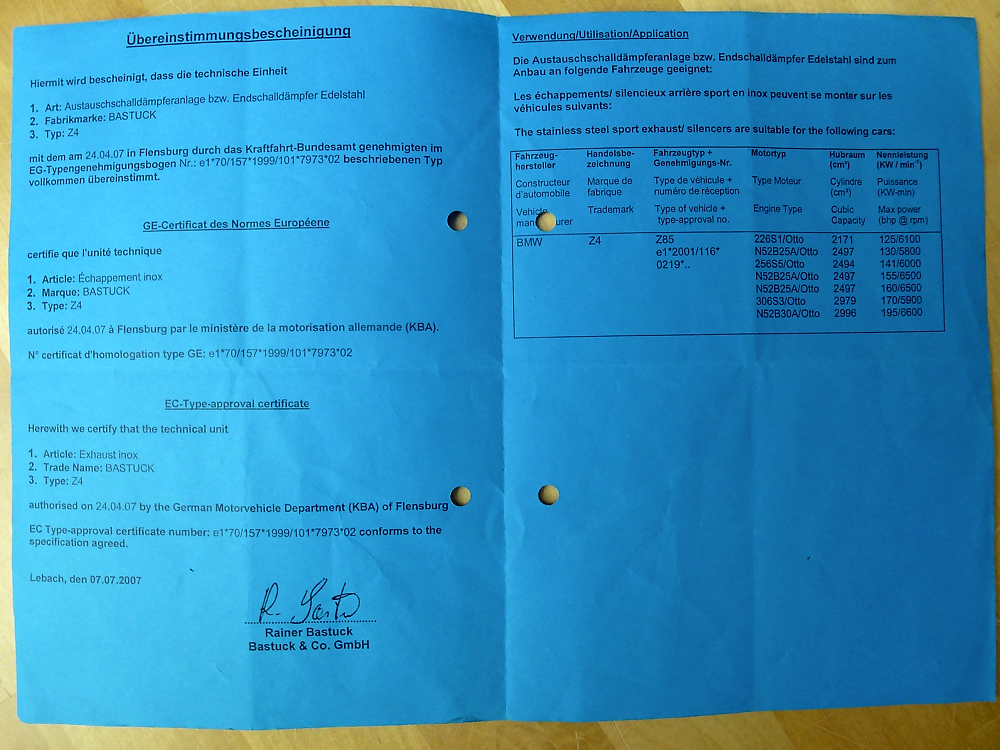 Übereinstimmungsbescheinigung
Hiermit wird bescheinigt, dass die technische Einheit
1. Art: Austauschschalldämpferanlage bzw. Endschalldämpfer Edelstahl
2. Fabrikmarke: BASTUCK
3. Typ: Z4
mit dem am 24.04.07 in Flensburg durch das Kraftfahrt-Bundesamt genehmigten im
EG-Typengenehmigungsbogen Nr.: e1*70/157*1999/101*7973*02 beschriebenen Typ
vollkommen übereinstimmt.
GE-Certificat des Normes Européene
certifie que l'unité technique
1. Article: Échappement inox
2. Marque: BASTUCK
3. Type: Z4
autorisé 24.04.07 à Flensburg par le ministère de la motorisation allemande (KBA).
N° certificat d'homologation type GE: e1*70/157*1999/101*7973*02
EC-Type-approval certificate
Herewith we certify that the technical unit
1. Article: Exhaust inox
2. Trade Name: BASTUCK
3. Type: Z4
authorised on 24.04.07 by the German Motorvehicle Department (KBA) of Flensburg
EC Type-approval certificate number: e1*70/157*1999/101*7973*02 conforms to the
specification agreed.
Lebach, den 07.07.2007
Rainer Bastuck
Bastuck & Co. GmbH
Verwendung/Utilisation/Application
Die Austauschschalldämpferanlage bzw. Endschalldämpfer Edelstahl sind zum
Anbau an folgende Fahrzeuge geeignet:
Les échappements/ silencieux arrière sport en inox peuvent se monter sur les
véhicules suivants:
The stainless steel sport exhaust/ silencers are suitable for the following cars:
Fahrzeug- Handelsbe- Fahrzeugtyp + Motortyp Hubraum Nennleistung
hersteller zeichnung Genehmigungs-Nr. (cm³) (KW / min⁻¹)
Constructeur Marque de Type de véhicule + Type Moteur Cylindre Puissance
d'automobile fabrique numéro de réception (cm³) (KW-min)
Vehicle Trademark Type of vehicle + Engine Type Cubic Max power
man urer type-approval no. Capacity (bhp @ rpm)
BMW Z4 Z85 226S1/Otto 2171 125/6100
e1*2001/116* N52B25A/Otto 2497 130/5800
0219*.. 256S5/Otto 2494 141/6000
N52B25A/Otto 2497 155/6500
N52B25A/Otto 2497 160/6500
306S3/Otto 2979 170/5900
N52B30A/Otto 2996 195/6600